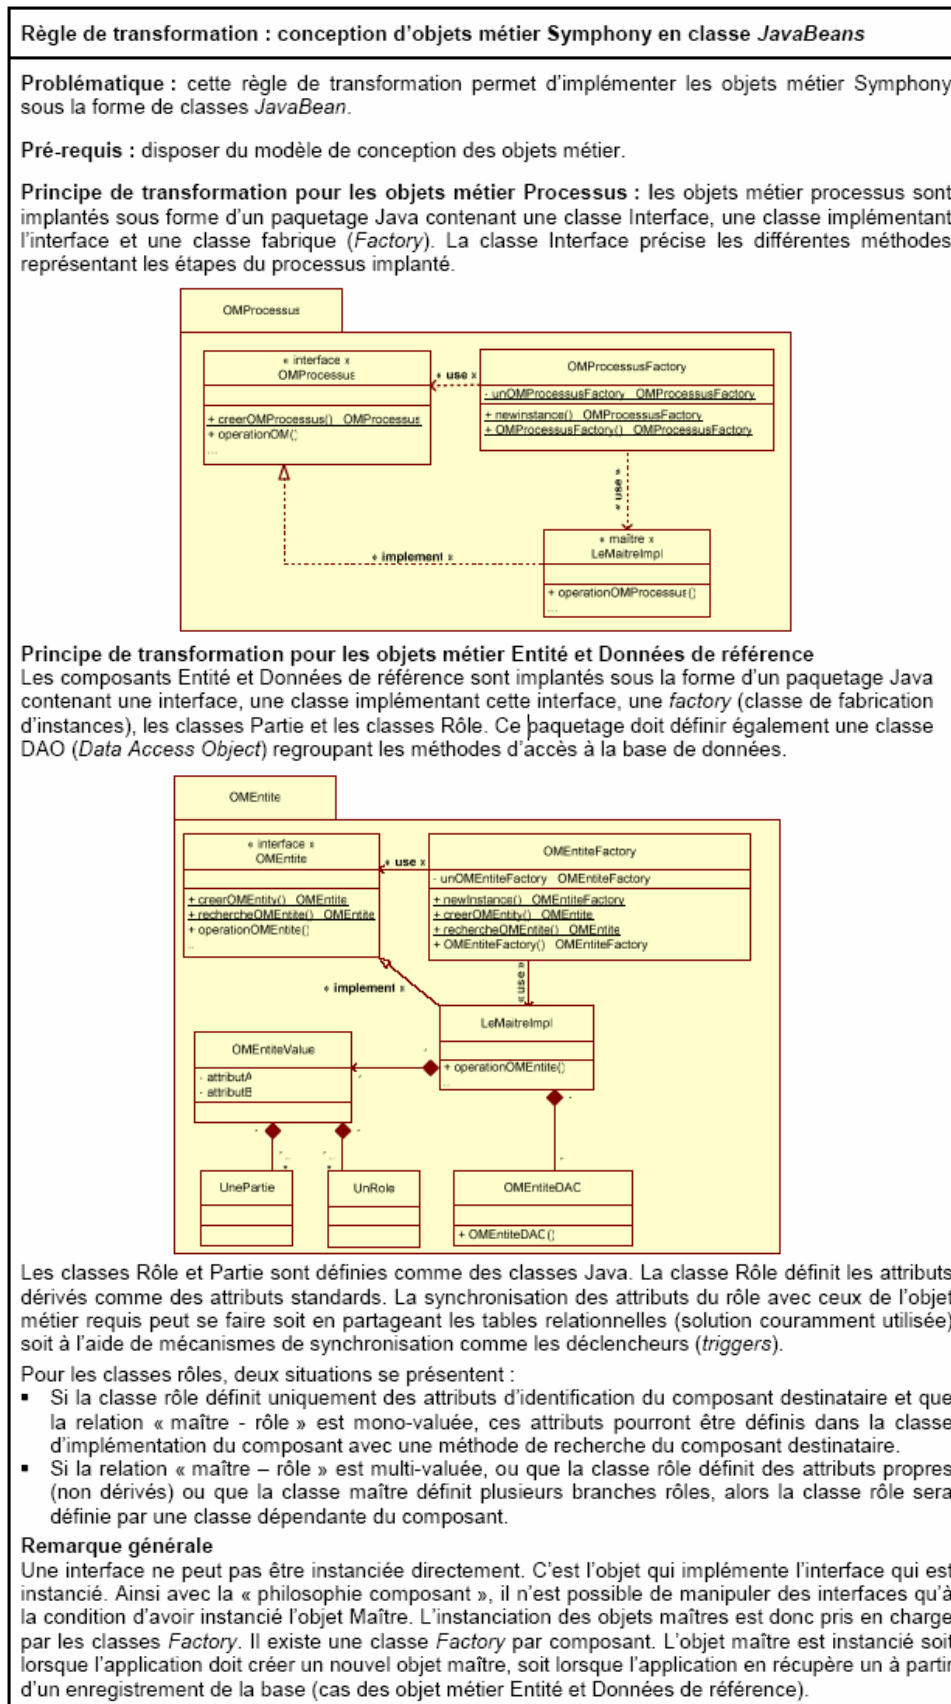 Règle de transformation : conception d'objets métier Symphony en classe JavaBeans
Problématique : cette règle de transformation permet d'implémenter les objets métier Symphony
sous la forme de classes JavaBean.
Pré-requis : disposer du modèle de conception des objets métier.
Principe de transformation pour les objets métier Processus : les objets métier processus sont
implantés sous forme d'un paquetage Java contenant une classe Interface, une classe implémentant
l'interface et une classe fabrique (Factory). La classe Interface précise les différentes méthodes
représentant les étapes du processus implanté.
OMProcessus
« interface »
OMProcessus
+ creerOMProcessus() OMProcessus
+ operationOM()
...
« use »
OMProcessusFactory
- unOMProcessusFactory OMProcessusFactory
+ newinstance() OMProcessusFactory
+ OMProcessusFactory() OMProcessusFactory
« use »
« implement »
« maître »
LeMaitreImpl
+ operationOMProcessus()
...
Principe de transformation pour les objets métier Entité et Données de référence
Les composants Entité et Données de référence sont implantés sous la forme d'un paquetage Java
contenant une interface, une classe implémentant cette interface, une factory (classe de fabrication
d'instances), les classes Partie et les classes Rôle. Ce paquetage doit définir également une classe
DAO (Data Access Object) regroupant les méthodes d'accès à la base de données.
OMEntite
« interface »
OMEntite
+ creerOMEntity() OMEntite
+ rechercheOMEntite() OMEntite
+ operationOMEntite()
..
« use »
OMEntiteFactory
- unOMEntiteFactory OMEntiteFactory
+ newInstance() OMEntiteFactory
+ creerOMEntity() OMEntite
+ rechercheOMEntite() OMEntite
+ OMEntiteFactory() OMEntiteFactory
« use »
« implement »
LeMaitreImpl
+ operationOMEntite()
..
OMEntiteValue
- attributA
- attributB
UnePartie
UnRole
OMEntiteDAC
+ OMEntiteDAC()
Les classes Rôle et Partie sont définies comme des classes Java. La classe Rôle définit les attributs
dérivés comme des attributs standards. La synchronisation des attributs du rôle avec ceux de l'objet
métier requis peut se faire soit en partageant les tables relationnelles (solution couramment utilisée)
soit à l'aide de mécanismes de synchronisation comme les déclencheurs (triggers).
Pour les classes rôles, deux situations se présentent :
▪ Si la classe rôle définit uniquement des attributs d'identification du composant destinataire et que
la relation « maître - rôle » est mono-valuée, ces attributs pourront être définis dans la classe
d'implémentation du composant avec une méthode de recherche du composant destinataire.
▪ Si la relation « maître – rôle » est multi-valuée, ou que la classe rôle définit des attributs propres
(non dérivés) ou que la classe maître définit plusieurs branches rôles, alors la classe rôle sera
définie par une classe dépendante du composant.
Remarque générale
Une interface ne peut pas être instanciée directement. C'est l'objet qui implémente l'interface qui est
instancié. Ainsi avec la « philosophie composant », il n'est possible de manipuler des interfaces qu'à
la condition d'avoir instancié l'objet Maître. L'instanciation des objets maîtres est donc pris en charge
par les classes Factory. Il existe une classe Factory par composant. L'objet maître est instancié soit
lorsque l'application doit créer un nouvel objet maître, soit lorsque l'application en récupère un à partir
d'un enregistrement de la base (cas des objet métier Entité et Données de référence).